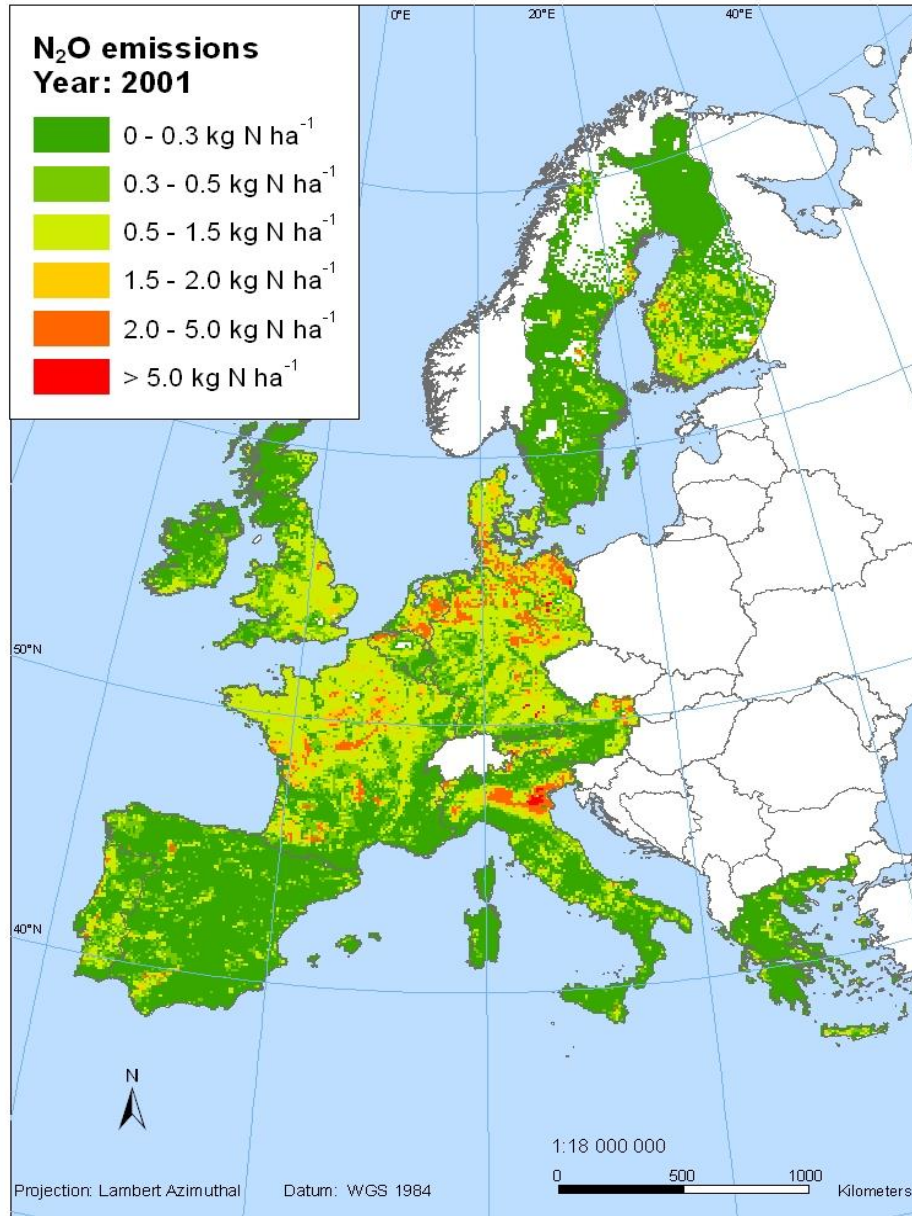 0°E
20°E
40°E
N₂O emissions
Year: 2001
0 - 0.3 kg N ha⁻¹
0.3 - 0.5 kg N ha⁻¹
0.5 - 1.5 kg N ha⁻¹
1.5 - 2.0 kg N ha⁻¹
2.0 - 5.0 kg N ha⁻¹
> 5.0 kg N ha⁻¹
50°N
40°N
N
1:18 000 000
0 500 1000
Projection: Lambert Azimuthal Datum: WGS 1984 Kilometers